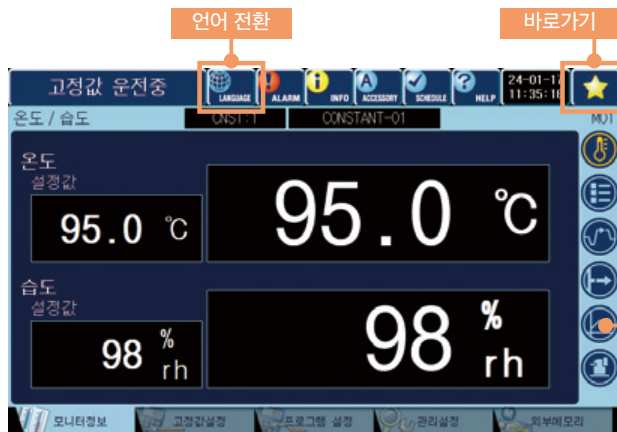 언어 전환
바로가기
고정값 운전중
LANGUAGE
ALARM
INFO
ACCESSORY
SCHEDULE
HELP
24-01-17
11:35:18
온도 / 습도
CNST:1
CONSTANT-01
M01
온도
설정값
95.0 ℃
95.0 ℃
습도
설정값
98 % rh
98 % rh
모니터정보
고정값설정
프로그램 설정
관리설정
외부메모리